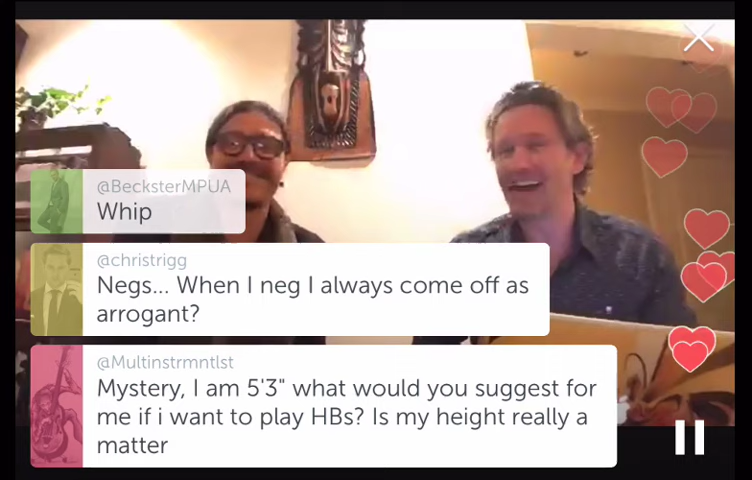 @BecksterMPUA
Whip
@christrigg
Negs... When I neg I always come off as
arrogant?
@Multinstrmntlst
Mystery, I am 5'3" what would you suggest for
me if i want to play HBs? Is my height really a
matter